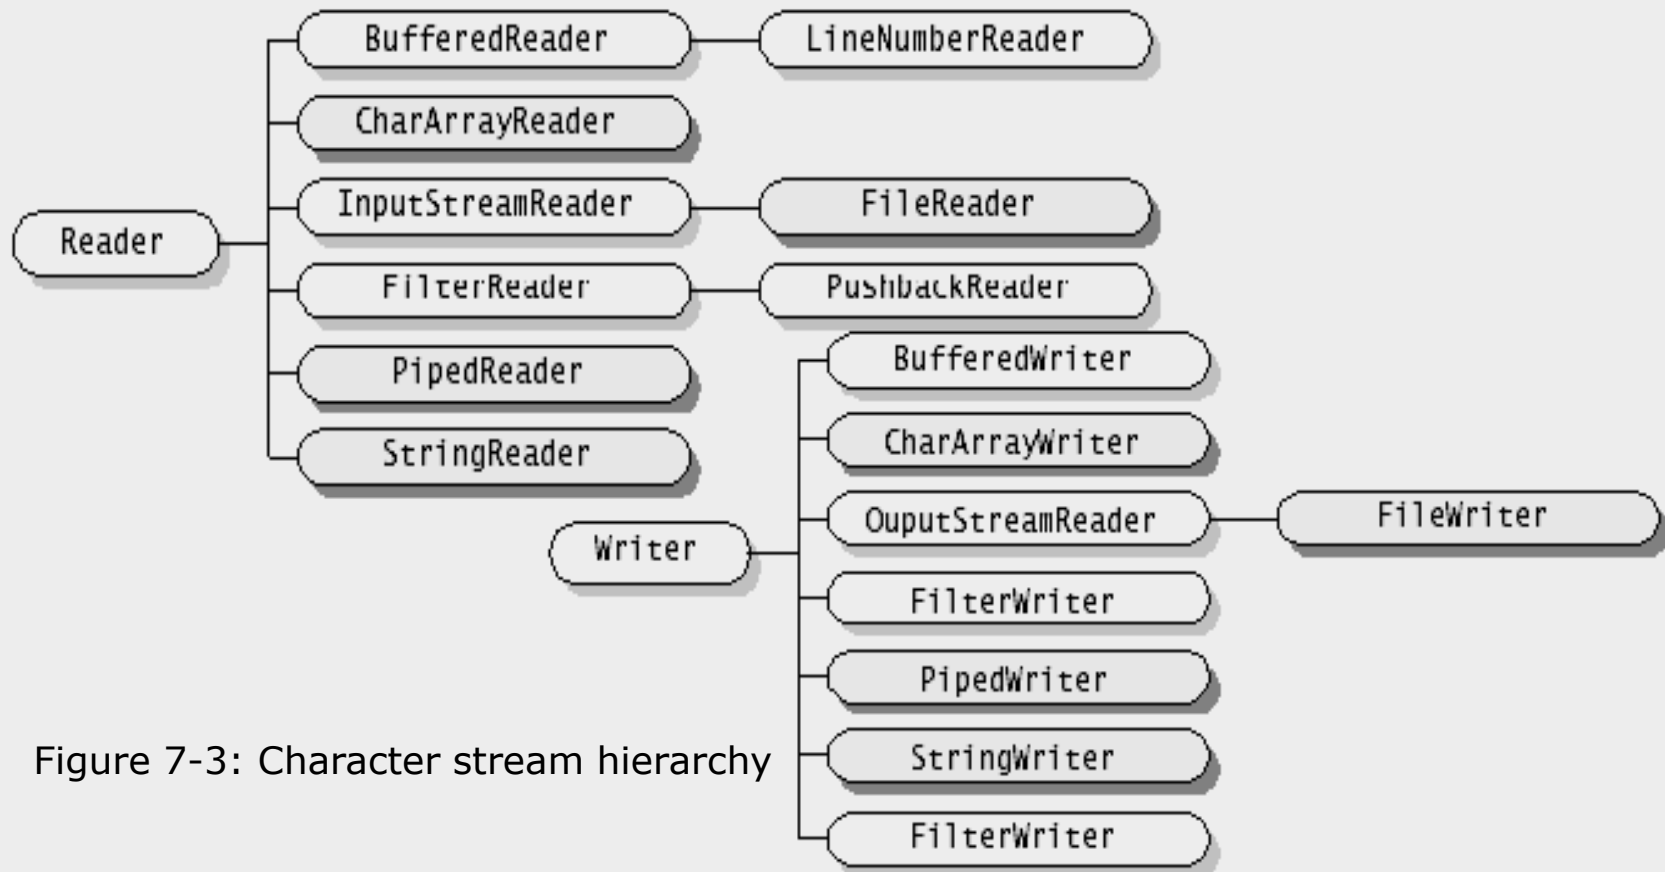 BufferedReader
LineNumberReader
CharArrayReader
InputStreamReader
FileReader
Reader
FilterReader
PushbackReader
PipedReader
StringReader
BufferedWriter
CharArrayWriter
OuputStreamReader
FileWriter
Writer
FilterWriter
PipedWriter
StringWriter
FilterWriter
Figure 7-3: Character stream hierarchy